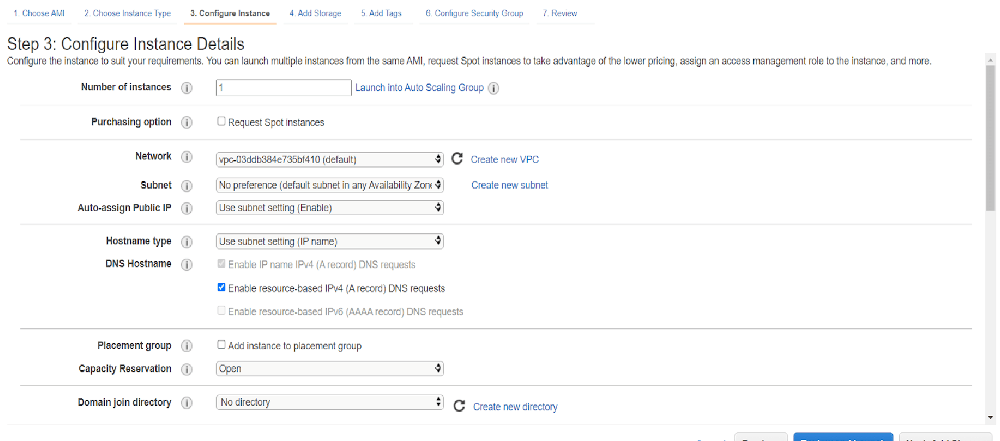 1. Choose AMI 2. Choose Instance Type 3. Configure Instance 4. Add Storage 5. Add Tags 6. Configure Security Group 7. Review
Step 3: Configure Instance Details
Configure the instance to suit your requirements. You can launch multiple instances from the same AMI, request Spot instances to take advantage of the lower pricing, assign an access management role to the instance, and more.
Number of instances 1 Launch into Auto Scaling Group
Purchasing option Request Spot instances
Network vpc-03ddb384e735bf410 (default) Create new VPC
Subnet No preference (default subnet in any Availability Zone Create new subnet
Auto-assign Public IP Use subnet setting (Enable)
Hostname type Use subnet setting (IP name)
DNS Hostname Enable IP name IPv4 (A record) DNS requests
Enable resource-based IPv4 (A record) DNS requests
Enable resource-based IPv6 (AAAA record) DNS requests
Placement group Add instance to placement group
Capacity Reservation Open
Domain join directory No directory Create new directory